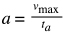 a = v_max / t_a